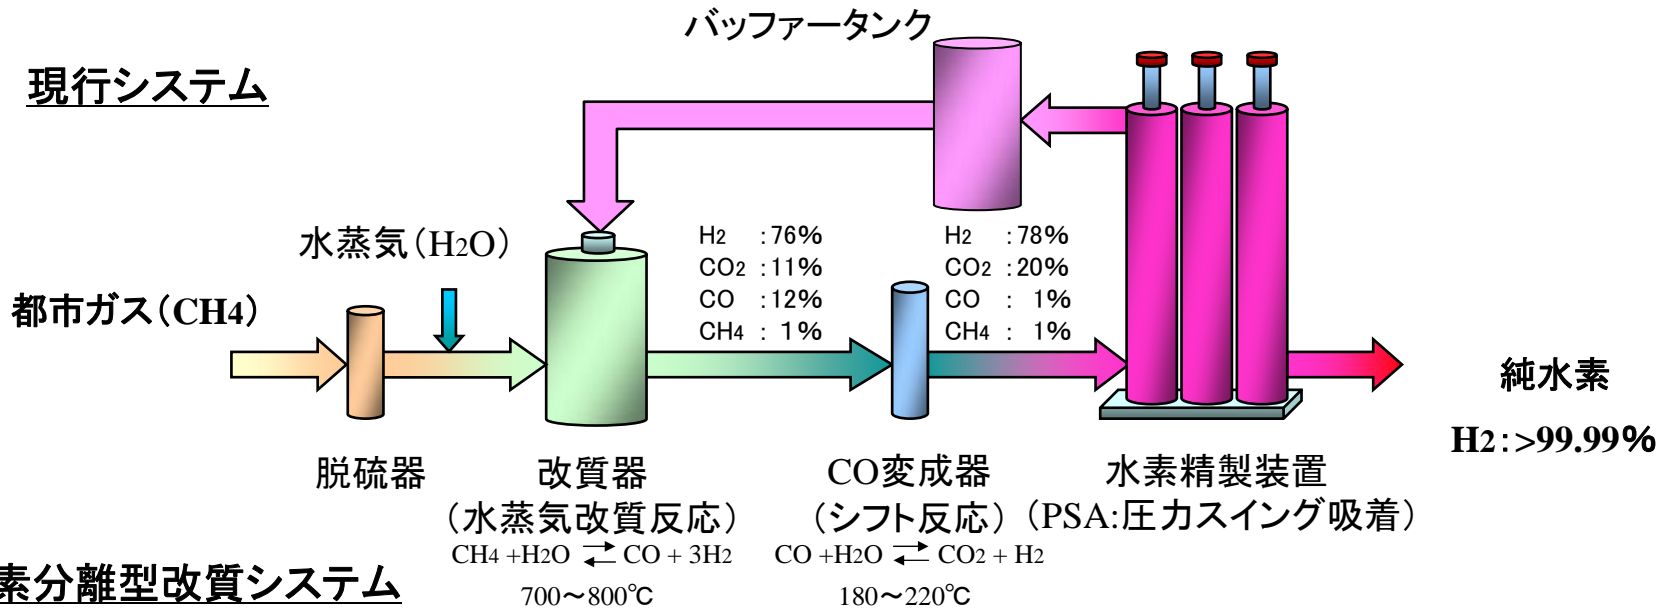 バッファータンク
現行システム
水蒸気（H2O）
都市ガス（CH4）
H2 ：76%
CO2：11%
CO ：12%
CH4： 1%
H2 ：78%
CO2：20%
CO ： 1%
CH4： 1%
純水素
H2：>99.99%
脱硫器
改質器
（水蒸気改質反応）
CH4 +H2O ⇄ CO + 3H2
700～800℃
CO変成器
（シフト反応）
CO +H2O ⇄ CO2 + H2
180～220℃
水素精製装置
（PSA:圧力スイング吸着）
素分離型改質システム